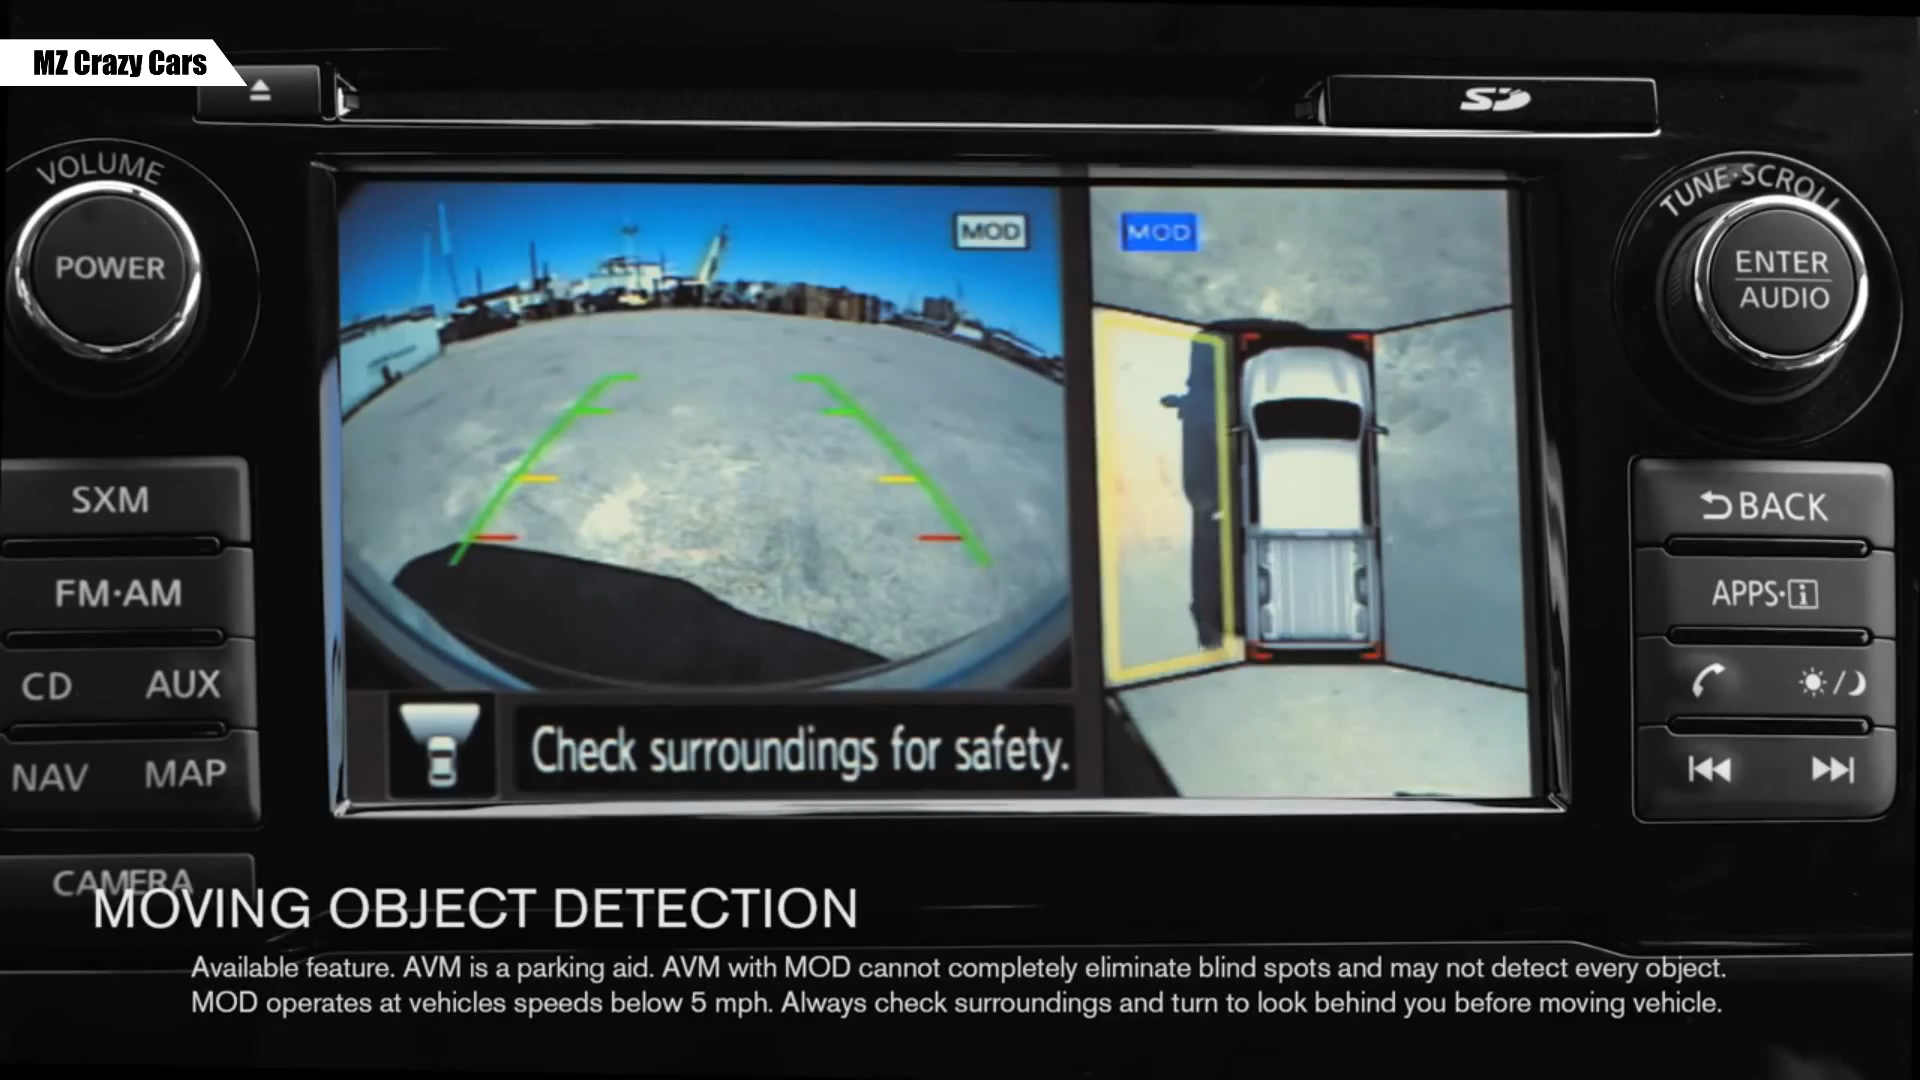 MZ Crazy Cars
SD
VOLUME
POWER
TUNE·SCROLL
ENTER
AUDIO
MOD
MOD
SXM
FM·AM
CD AUX
NAV MAP
CAMERA
BACK
APPS·i
Check surroundings for safety.
MOVING OBJECT DETECTION
Available feature. AVM is a parking aid. AVM with MOD cannot completely eliminate blind spots and may not detect every object.
MOD operates at vehicles speeds below 5 mph. Always check surroundings and turn to look behind you before moving vehicle.